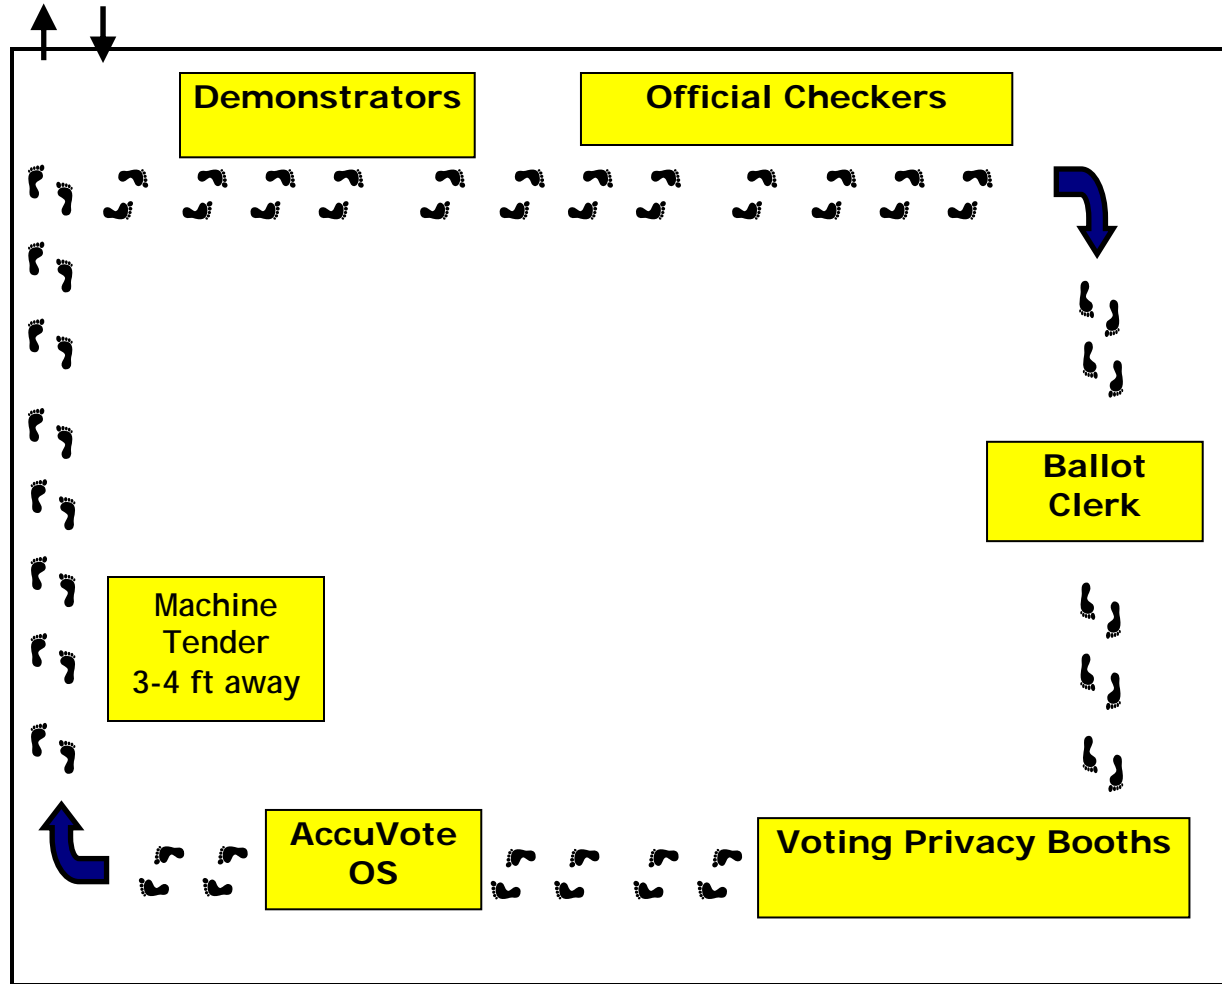 Demonstrators
Official Checkers
Ballot
Clerk
Machine
Tender
3-4 ft away
AccuVote
OS
Voting Privacy Booths